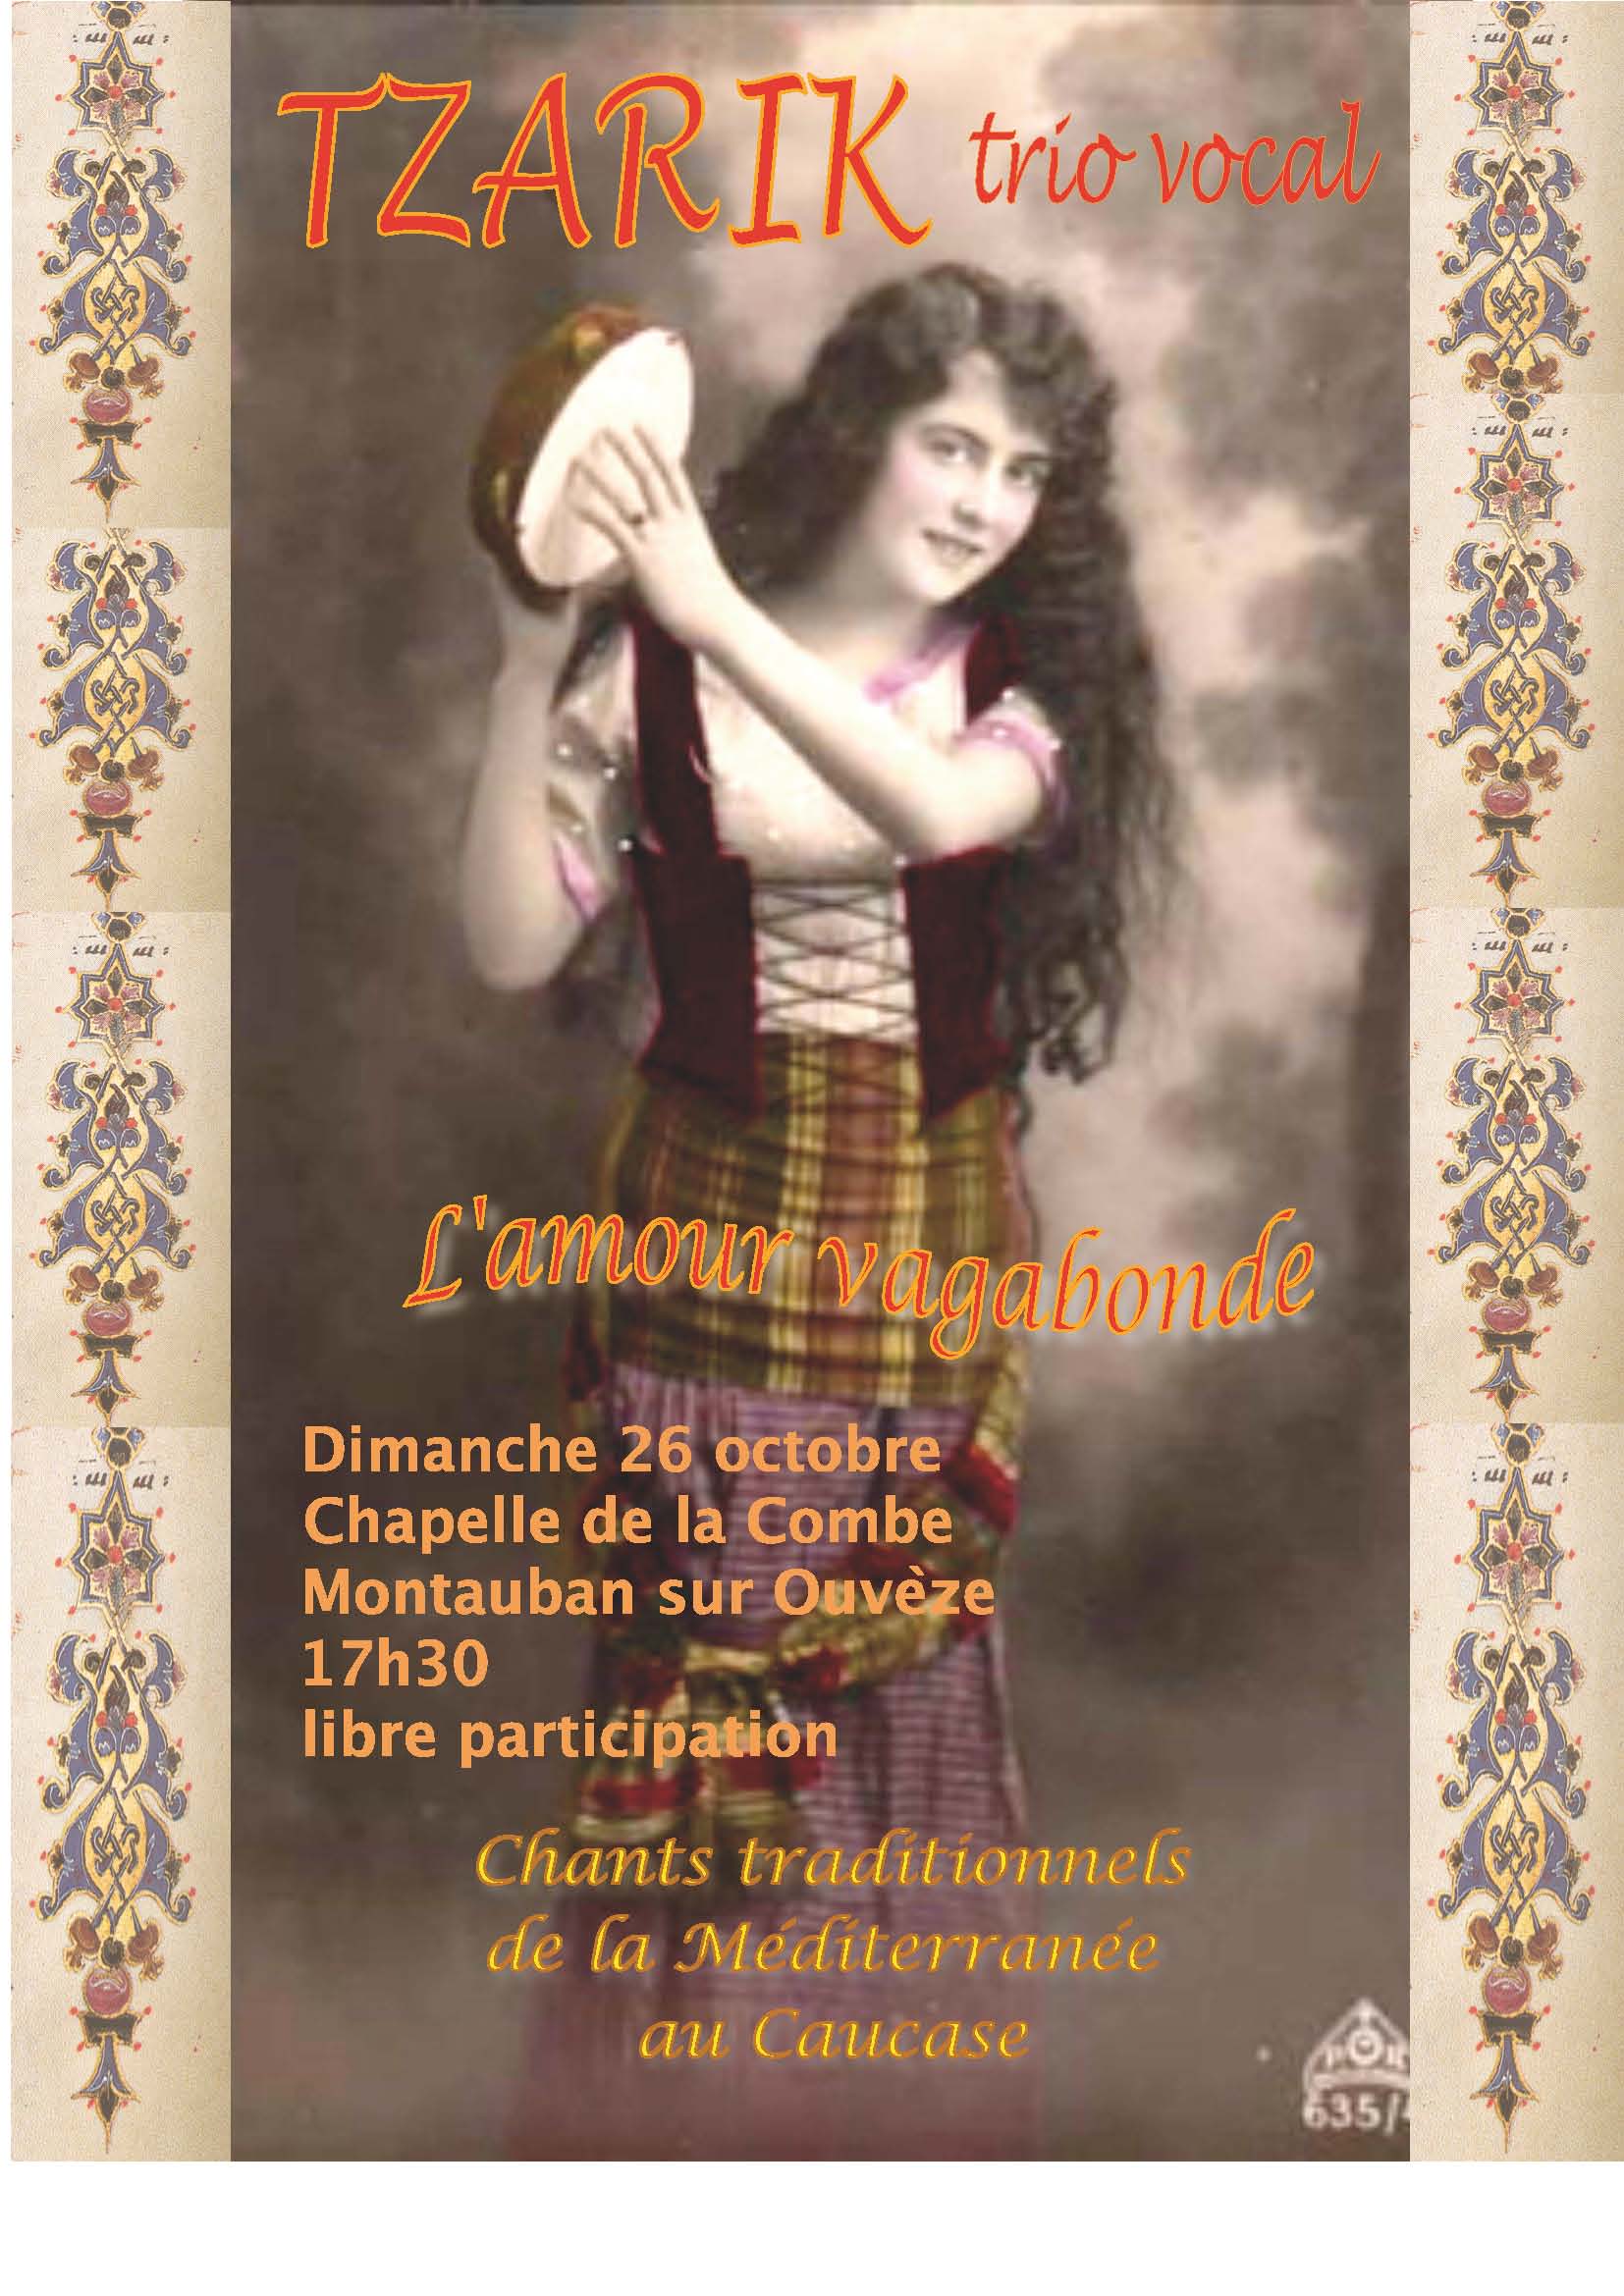 TZARIK trio vocal
L'amour vagabonde
Dimanche 26 octobre
Chapelle de la Combe
Montauban sur Ouvèze
17h30
libre participation
Chants traditionnels
de la Méditerranée
au Caucase
635/